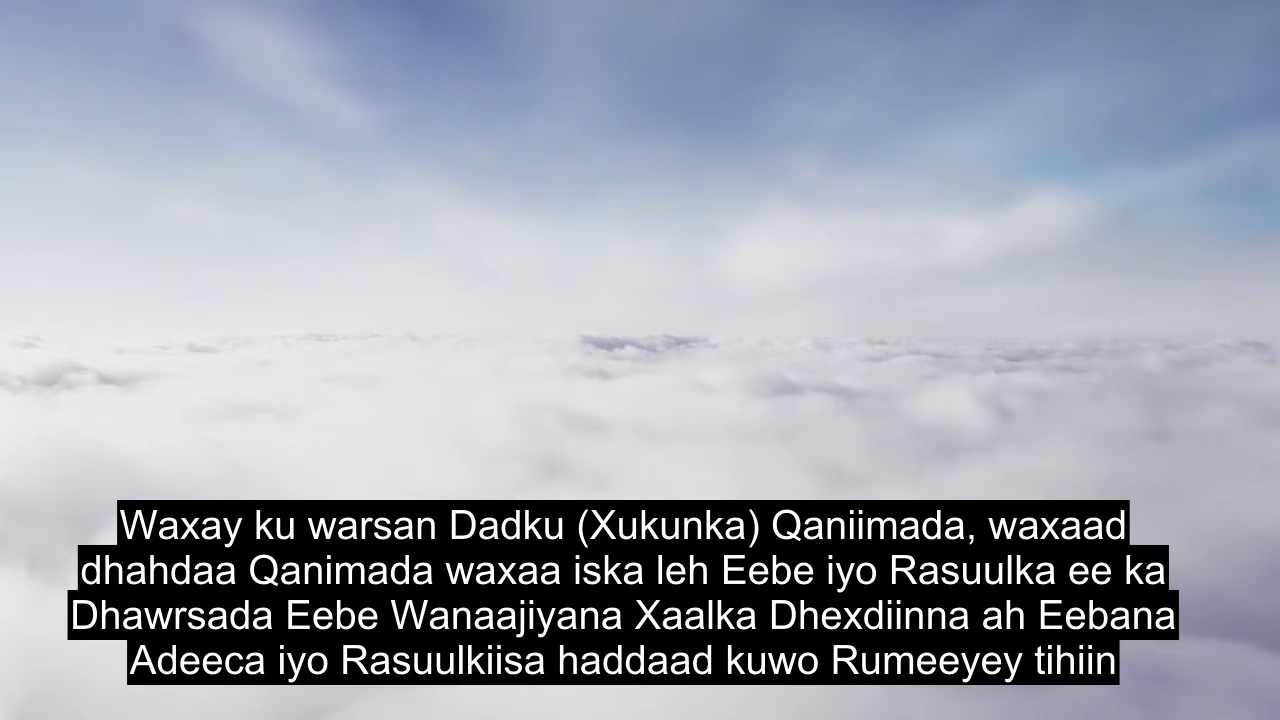 Waxay ku warsan Dadku (Xukunka) Qaniimada, waxaad
dhahdaa Qanimada waxaa iska leh Eebe iyo Rasuulka ee ka
Dhawrsada Eebe Wanaajiyana Xaalka Dhexdiinna ah Eebana
Adeeca iyo Rasuulkiisa haddaad kuwo Rumeeyey tihiin